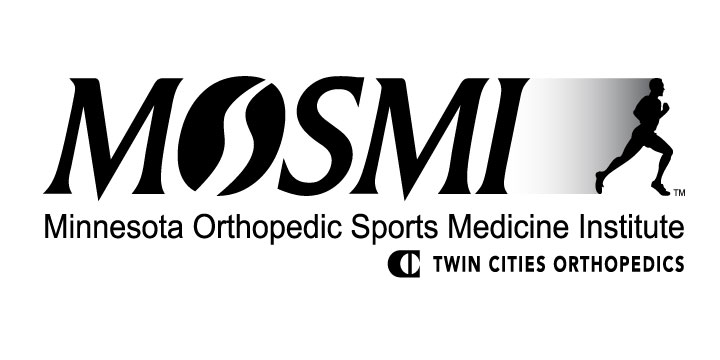 MOSMI
™
Minnesota Orthopedic Sports Medicine Institute
TWIN CITIES ORTHOPEDICS